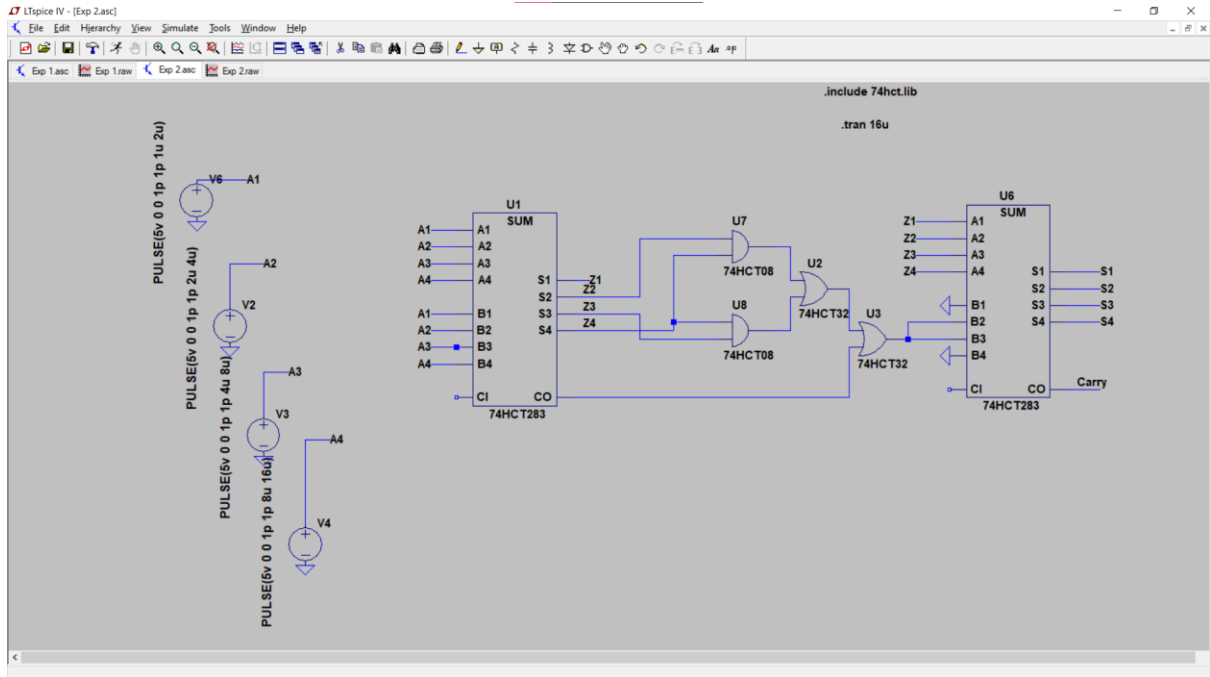 LTspice IV - [Exp 2.asc]
File Edit Hierarchy View Simulate Tools Window Help
Aa .op
Exp 1.asc Exp 1.raw Exp 2.asc Exp 2.raw
.include 74hct.lib
.tran 16u
PULSE(5v 0 0 1p 1p 1u 2u)
V6 A1
PULSE(5v 0 0 1p 1p 2u 4u)
A2
V2
PULSE(5v 0 0 1p 1p 4u 8u)
A3
V3
PULSE(5v 0 0 1p 1p 8u 16u)
A4
V4
U1
SUM
A1 A1
A2 A2
A3 A3
A4 A4
A1 B1
A2 B2
A3 B3
A4 B4
CI CO
S1 Z1
S2 Z2
S3 Z3
S4 Z4
74HCT283
U7
74HCT08
U8
74HCT08
U2
74HCT32
U3
74HCT32
U6
SUM
Z1 A1
Z2 A2
Z3 A3
Z4 A4
B1
B2
B3
B4
CI CO Carry
S1 S1
S2 S2
S3 S3
S4 S4
74HCT283